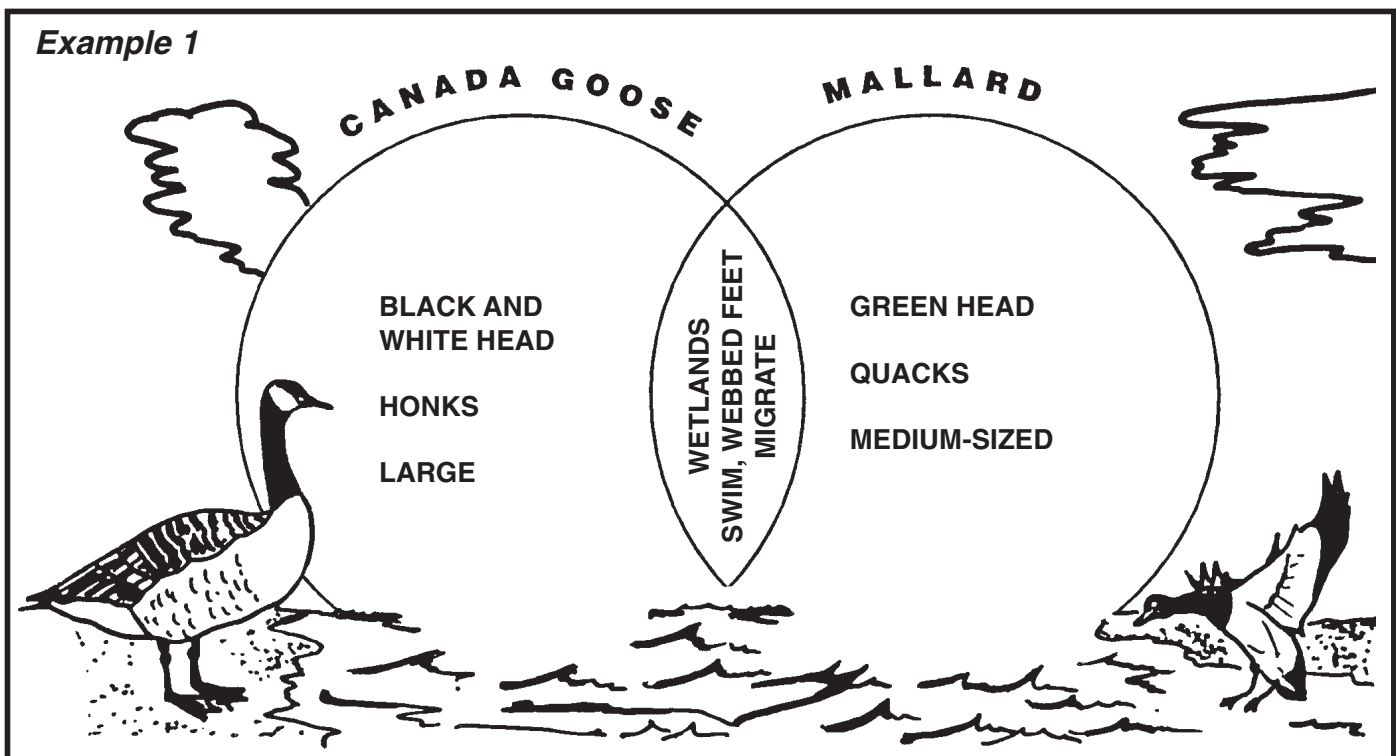 Example 1
CANADA GOOSE
MALLARD
BLACK AND
WHITE HEAD
HONKS
LARGE
WETLANDS
SWIM, WEBBED FEET
MIGRATE
GREEN HEAD
QUACKS
MEDIUM-SIZED